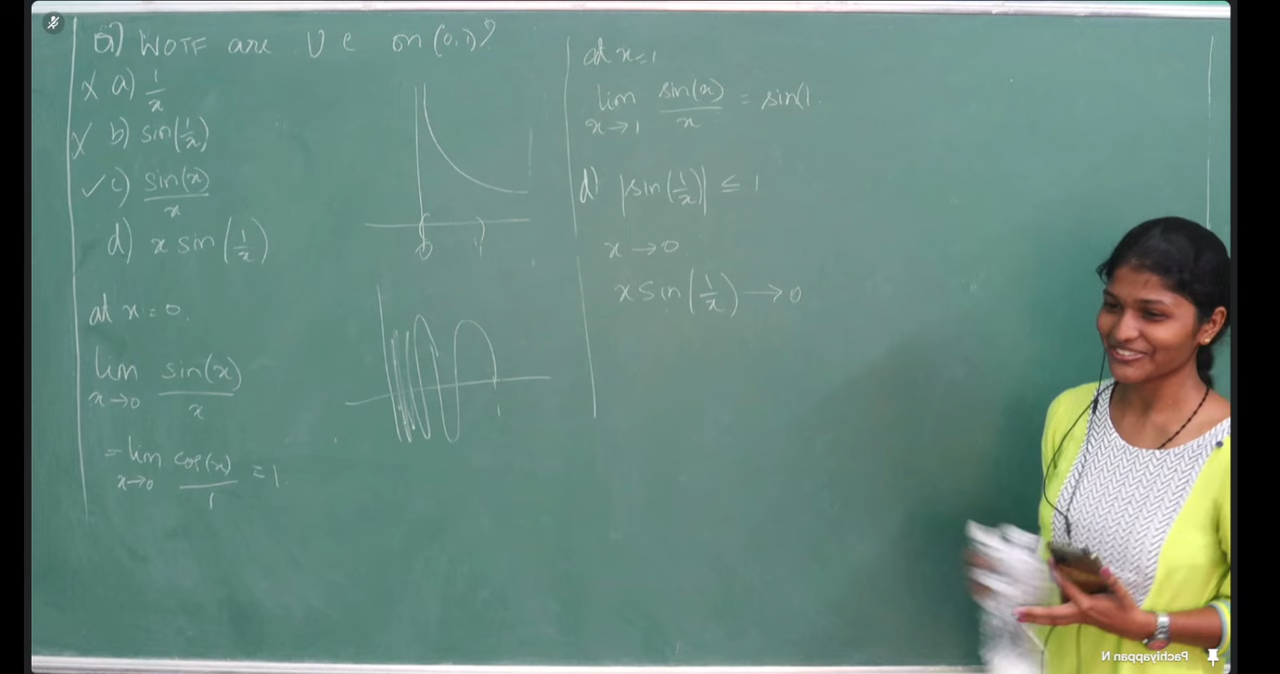 Q1) WOTF are U C on (0,1)?
X a) 1/x
X b) sin(1/x)
✓ c) sin(x)/x
d) x sin(1/x)
at x=0.
lim x→0 sin(x)/x
= lim x→0 cos(x)/1 = 1.
0 1
1
at x=1
lim x→1 sin(x)/x = sin(1.
d) |sin(1/x)| ≤ 1
x→0
x sin(1/x) → 0
Pachiyappan N